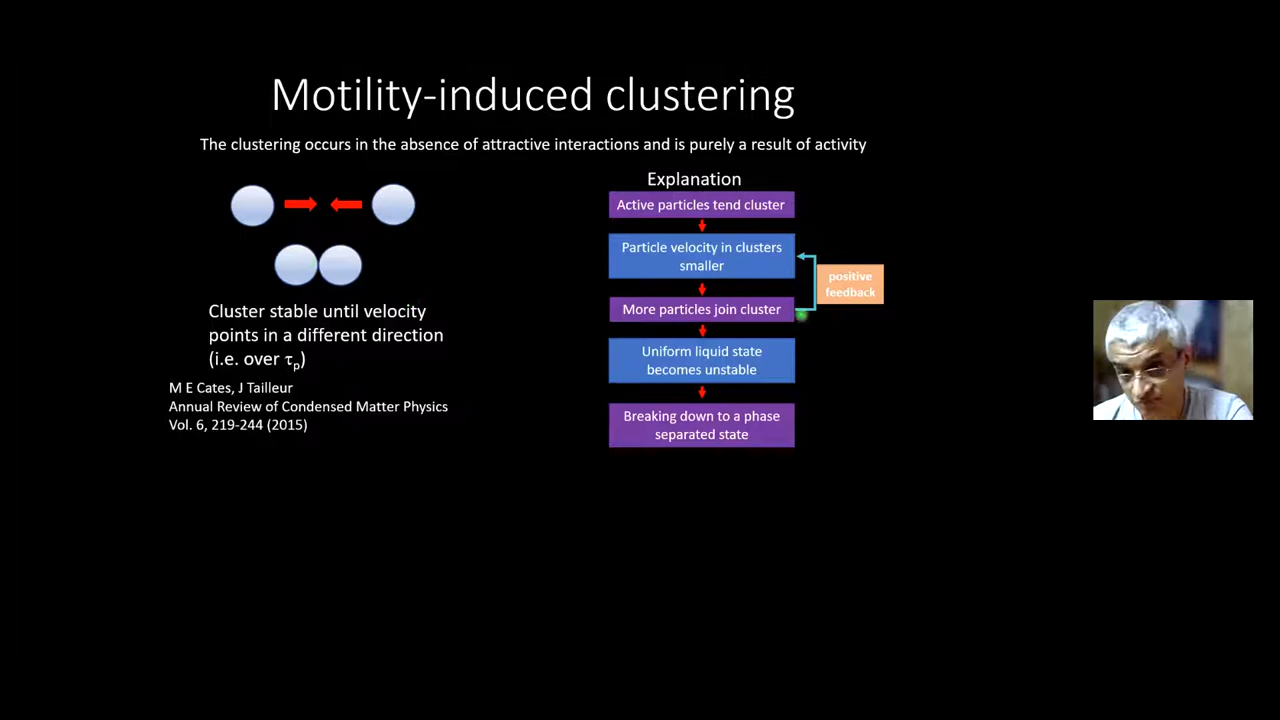 Motility-induced clustering
The clustering occurs in the absence of attractive interactions and is purely a result of activity
Cluster stable until velocity
points in a different direction
(i.e. over τp)
M E Cates, J Tailleur
Annual Review of Condensed Matter Physics
Vol. 6, 219-244 (2015)
Explanation
Active particles tend cluster
Particle velocity in clusters
smaller
More particles join cluster
Uniform liquid state
becomes unstable
Breaking down to a phase
separated state
positive
feedback